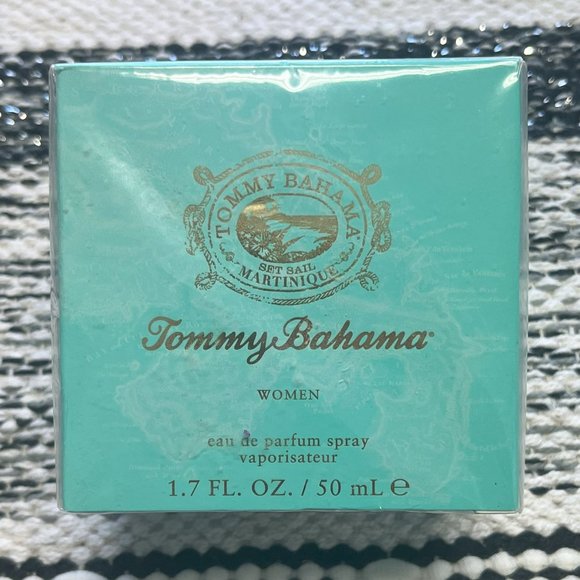 TOMMY BAHAMA
SET SAIL
MARTINIQUE
Tommy Bahama
WOMEN
eau de parfum spray
vaporisateur
1.7 FL. OZ. / 50 mL ℮